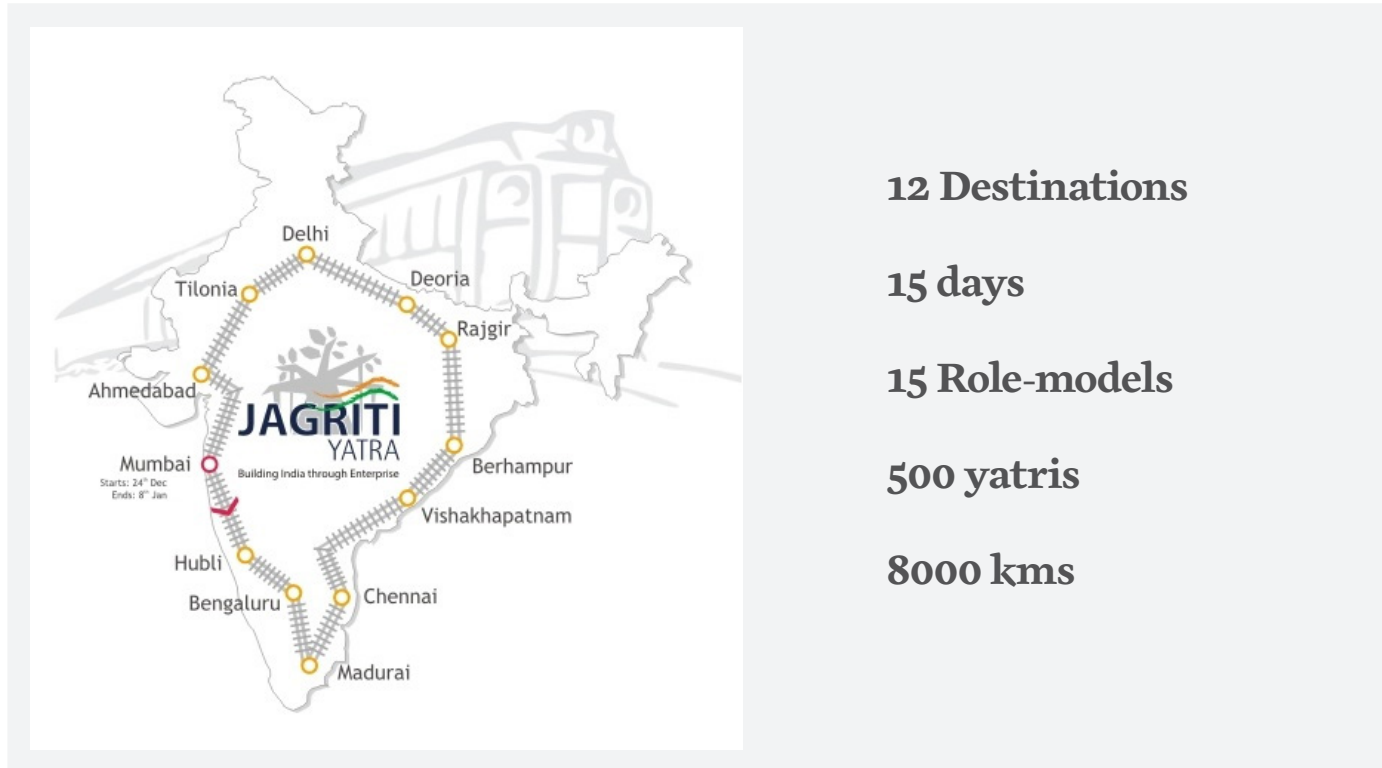 Delhi
Deoria
Tilonia
Rajgir
Ahmedabad
JAGRITI
YATRA
Building India through Enterprise
Mumbai
Starts: 24th Dec
Ends: 8th Jan
Berhampur
Vishakhapatnam
Hubli
Bengaluru
Chennai
Madurai
12 Destinations
15 days
15 Role-models
500 yatris
8000 kms